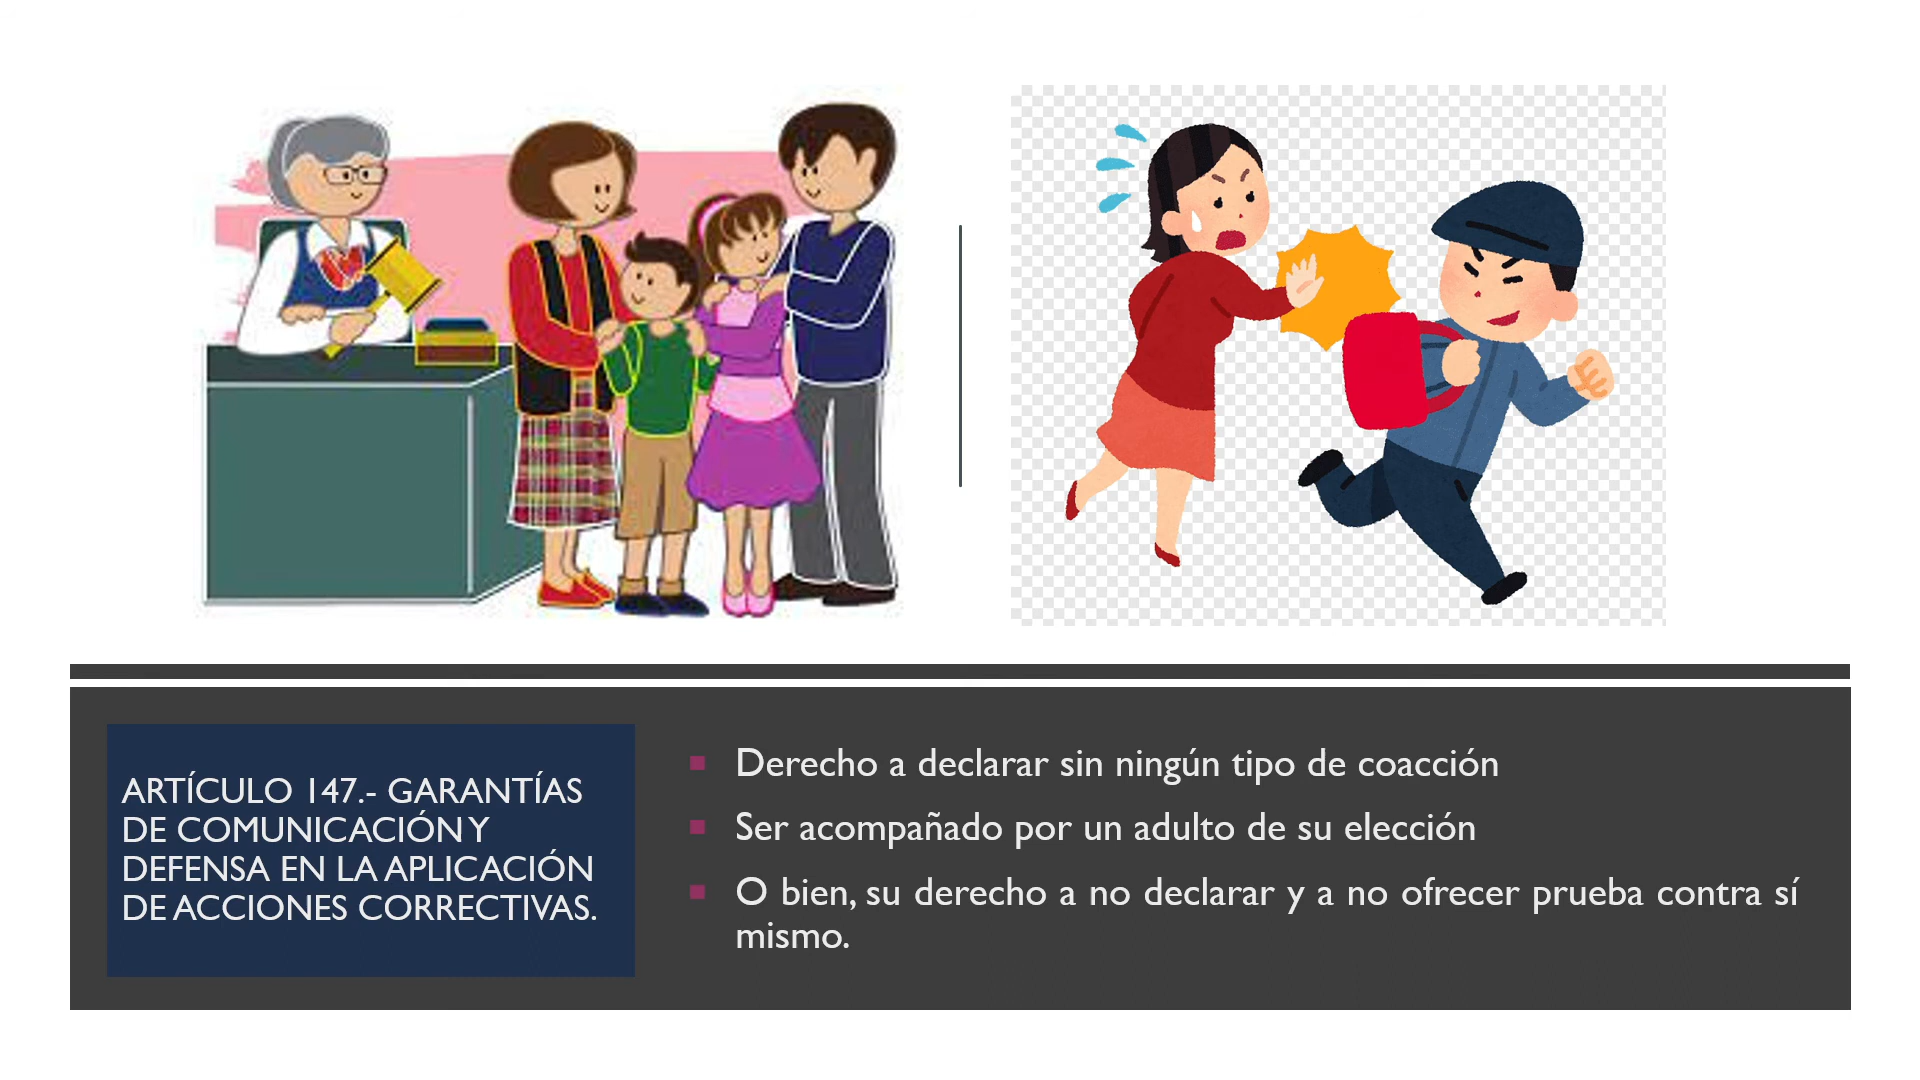 ARTÍCULO 147.- GARANTÍAS
DE COMUNICACIÓN Y
DEFENSA EN LA APLICACIÓN
DE ACCIONES CORRECTIVAS.
Derecho a declarar sin ningún tipo de coacción
Ser acompañado por un adulto de su elección
O bien, su derecho a no declarar y a no ofrecer prueba contra sí
mismo.